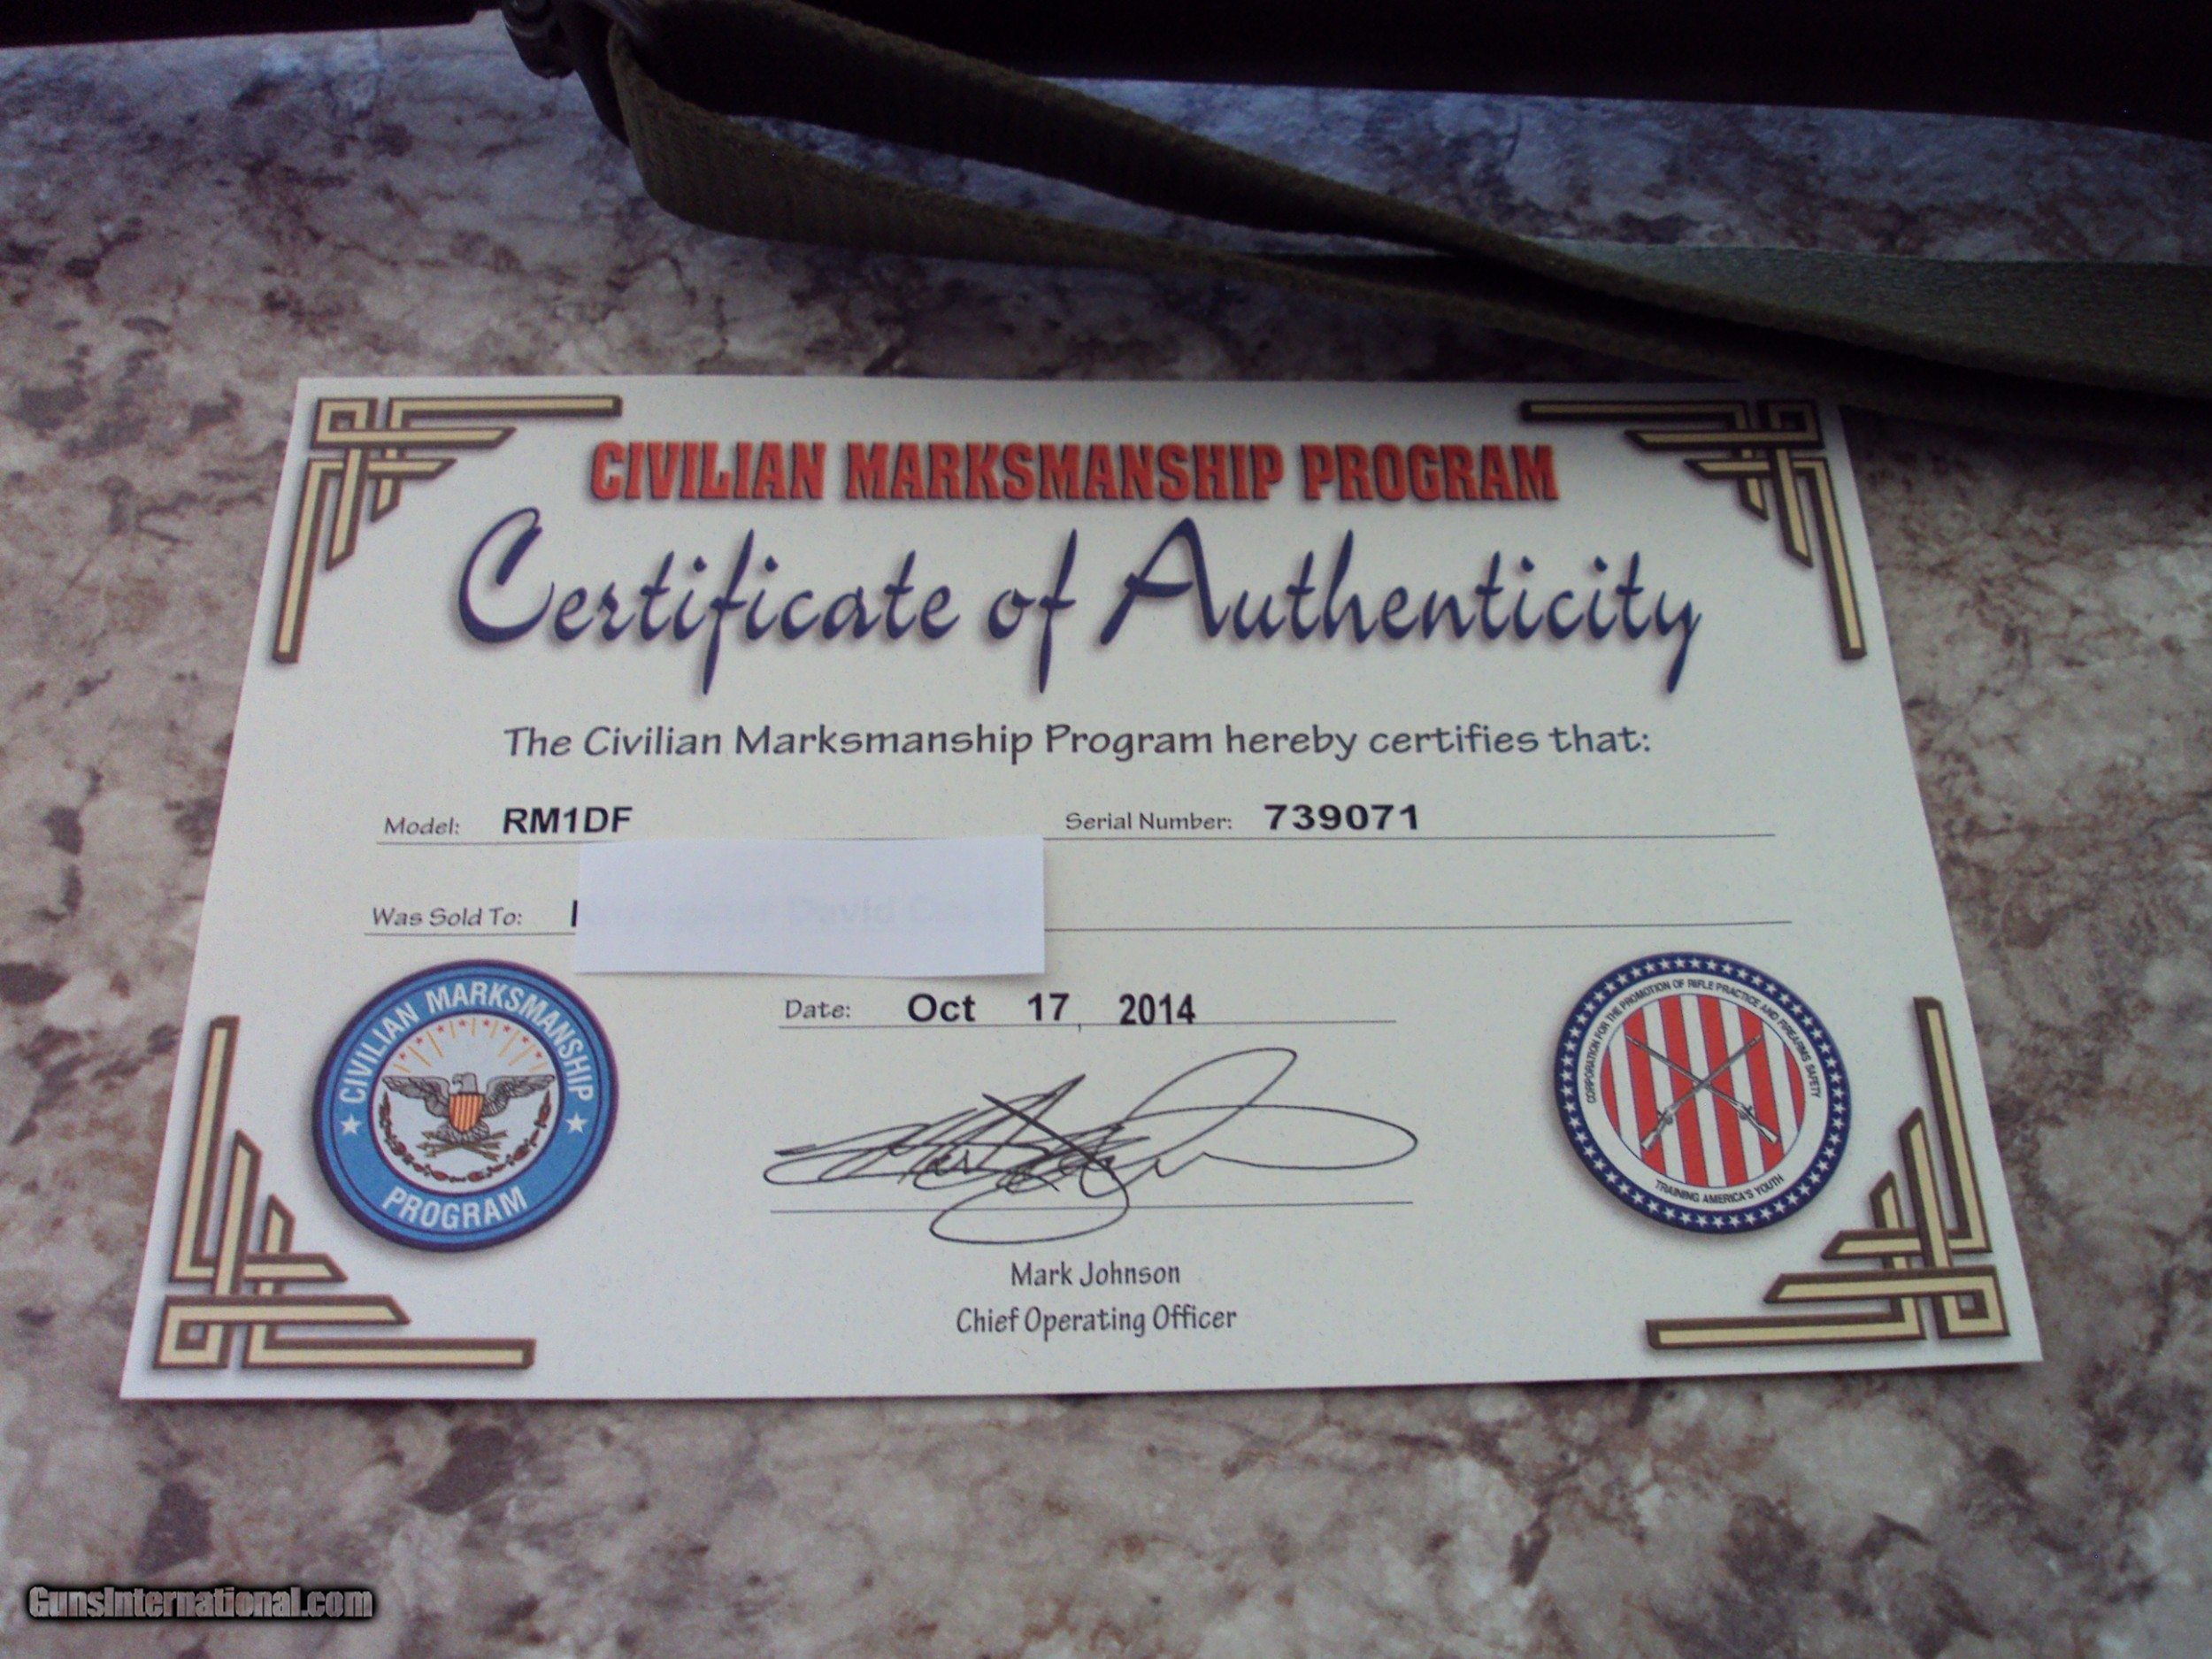 CIVILIAN MARKSMANSHIP PROGRAM
Certificate of Authenticity
The Civilian Marksmanship Program hereby certifies that:
Model: RM1DF Serial Number: 739071
Was Sold To:
Date: Oct 17, 2014
CIVILIAN MARKSMANSHIP
PROGRAM
CORPORATION FOR THE PROMOTION OF RIFLE PRACTICE AND FIREARMS SAFETY
TRAINING AMERICA'S YOUTH
Mark Johnson
Chief Operating Officer
GunsInternational.com